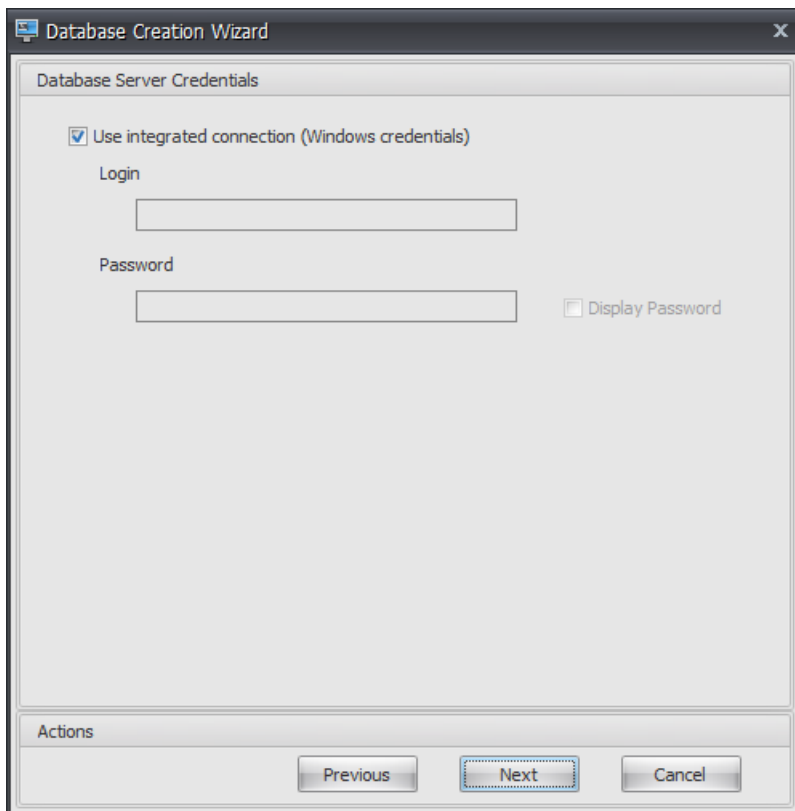 Database Creation Wizard
Database Server Credentials
Use integrated connection (Windows credentials)
Login
Password
Display Password
Actions
Previous Next Cancel